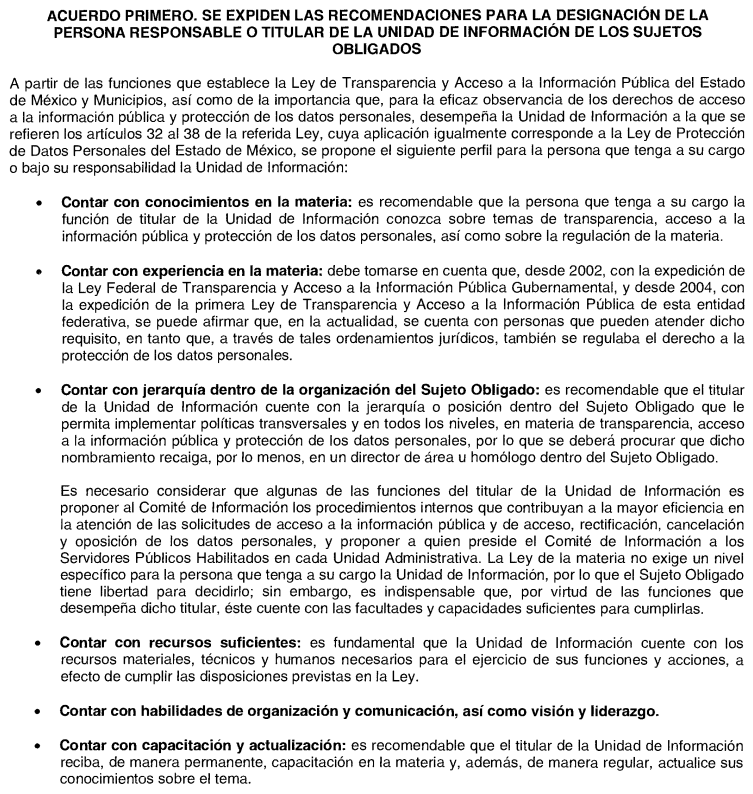 ACUERDO PRIMERO. SE EXPIDEN LAS RECOMENDACIONES PARA LA DESIGNACIÓN DE LA
PERSONA RESPONSABLE O TITULAR DE LA UNIDAD DE INFORMACIÓN DE LOS SUJETOS
OBLIGADOS
A partir de las funciones que establece la Ley de Transparencia y Acceso a la Información Pública del Estado
de México y Municipios, así como de la importancia que, para la eficaz observancia de los derechos de acceso
a la información pública y protección de los datos personales, desempeña la Unidad de Información a la que se
refieren los artículos 32 al 38 de la referida Ley, cuya aplicación igualmente corresponde a la Ley de Protección
de Datos Personales del Estado de México, se propone el siguiente perfil para la persona que tenga a su cargo
o bajo su responsabilidad la Unidad de Información:
• Contar con conocimientos en la materia: es recomendable que la persona que tenga a su cargo la
función de titular de la Unidad de Información conozca sobre temas de transparencia, acceso a la
información pública y protección de los datos personales, así como sobre la regulación de la materia.
• Contar con experiencia en la materia: debe tomarse en cuenta que, desde 2002, con la expedición de
la Ley Federal de Transparencia y Acceso a la Información Pública Gubernamental, y desde 2004, con
la expedición de la primera Ley de Transparencia y Acceso a la Información Pública de esta entidad
federativa, se puede afirmar que, en la actualidad, se cuenta con personas que pueden atender dicho
requisito, en tanto que, a través de tales ordenamientos jurídicos, también se regulaba el derecho a la
protección de los datos personales.
• Contar con jerarquía dentro de la organización del Sujeto Obligado: es recomendable que el titular
de la Unidad de Información cuente con la jerarquía o posición dentro del Sujeto Obligado que le
permita implementar políticas transversales y en todos los niveles, en materia de transparencia, acceso
a la información pública y protección de los datos personales, por lo que se deberá procurar que dicho
nombramiento recaiga, por lo menos, en un director de área u homólogo dentro del Sujeto Obligado.
Es necesario considerar que algunas de las funciones del titular de la Unidad de Información es
proponer al Comité de Información los procedimientos internos que contribuyan a la mayor eficiencia en
la atención de las solicitudes de acceso a la información pública y de acceso, rectificación, cancelación
y oposición de los datos personales, y proponer a quien preside el Comité de Información a los
Servidores Públicos Habilitados en cada Unidad Administrativa. La Ley de la materia no exige un nivel
específico para la persona que tenga a su cargo la Unidad de Información, por lo que el Sujeto Obligado
tiene libertad para decidirlo; sin embargo, es indispensable que, por virtud de las funciones que
desempeña dicho titular, éste cuente con las facultades y capacidades suficientes para cumplirlas.
• Contar con recursos suficientes: es fundamental que la Unidad de Información cuente con los
recursos materiales, técnicos y humanos necesarios para el ejercicio de sus funciones y acciones, a
efecto de cumplir las disposiciones previstas en la Ley.
• Contar con habilidades de organización y comunicación, así como visión y liderazgo.
• Contar con capacitación y actualización: es recomendable que el titular de la Unidad de Información
reciba, de manera permanente, capacitación en la materia y, además, de manera regular, actualice sus
conocimientos sobre el tema.